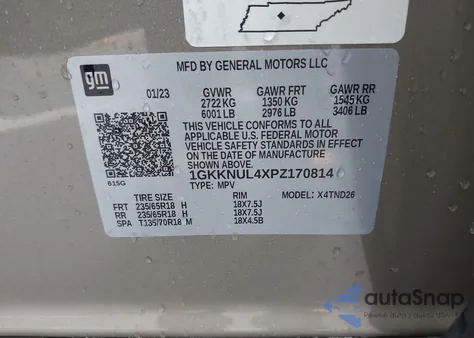 MFD BY GENERAL MOTORS LLC
gm
01/23 GVWR GAWR FRT GAWR RR
2722 KG 1350 KG 1545 KG
6001 LB 2976 LB 3406 LB
THIS VEHICLE CONFORMS TO ALL
APPLICABLE U.S. FEDERAL MOTOR
VEHICLE SAFETY STANDARDS IN EFFECT
ON THE DATE OF MANUFACTURE SHOWN ABOVE.
1GKKNUL4XPZ170814
615G
TYPE: MPV MODEL: X4TND26
TIRE SIZE RIM
FRT 235/65R18 H 18X7.5J
RR 235/65R18 H 18X7.5J
SPA T135/70R18 M 18X4.5B
autoSnap